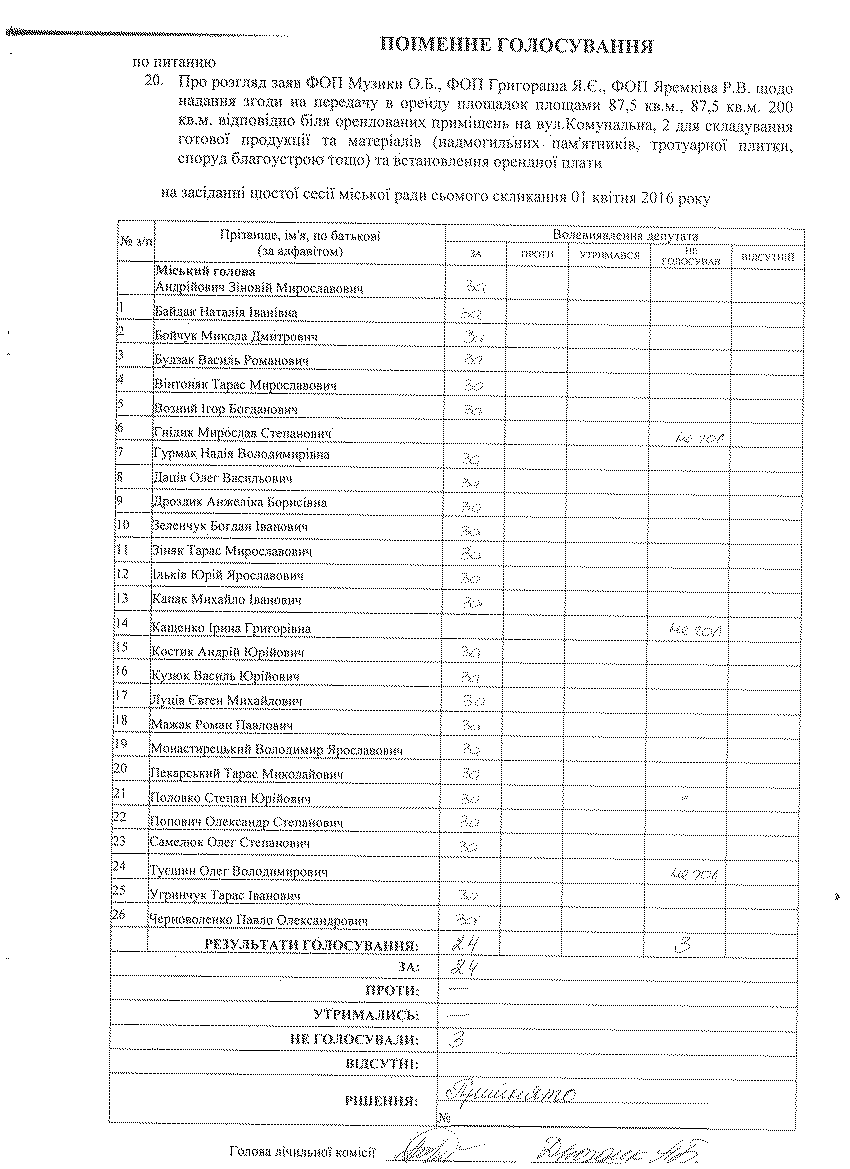 ПОІМЕННЕ ГОЛОСУВАННЯ
по питанню
20. Про розгляд заяв ФОП Музики О.Б., ФОП Григораша Я.Є., ФОП Яремківа Р.В. щодо
надання згоди на передачу в оренду площадок площами 87,5 кв.м., 87,5 кв.м. 200
кв.м. відповідно біля орендованих приміщень на вул.Комунальна, 2 для складування
готової продукції та матеріалів (надмогильних пам'ятників, тротуарної плитки,
споруд благоустрою тощо) та встановлення орендної плати
на засіданні шостої сесії міської ради сьомого скликання 01 квітня 2016 року
№ з/п Прізвище, ім'я, по батькові (за алфавітом) Волевиявлення депутата
ЗА ПРОТИ УТРИМАВСЯ НЕ ГОЛОСУВАВ ВІДСУТНІЙ
Міський голова
Андрійович Зіновій Мирославович за
1 Байдак Наталія Іванівна за
2 Бойчук Микола Дмитрович за
3 Будзак Василь Романович за
4 Вінтоняк Тарас Мирославович за
5 Возний Ігор Богданович за
6 Гнідик Мирослав Степанович не гол
7 Гурмак Надія Володимирівна за
8 Даців Олег Васильович за
9 Дроздик Анжеліка Борисівна за
10 Зеленчук Богдан Іванович за
11 Зіняк Тарас Мирославович за
12 Ільків Юрій Ярославович за
13 Капак Михайло Іванович за
14 Кащенко Ірина Григорівна не гол
15 Костик Андрій Юрійович за
16 Кузюк Василь Юрійович за
17 Луців Євген Михайлович за
18 Мажак Роман Павлович за
19 Монастирецький Володимир Ярославович за
20 Пекарський Тарас Миколайович за
21 Половко Степан Юрійович за
22 Попович Олександр Степанович за
23 Самелюк Олег Степанович за
24 Тусшин Олег Володимирович не гол
25 Угринчук Тарас Іванович за
26 Черноволенко Павло Олександрович за
РЕЗУЛЬТАТИ ГОЛОСУВАННЯ: 24 3
ЗА: 24
ПРОТИ: —
УТРИМАЛИСЬ: —
НЕ ГОЛОСУВАЛИ: 3
ВІДСУТНІ:
РІШЕННЯ: Прийнято
№
Голова лічильної комісії